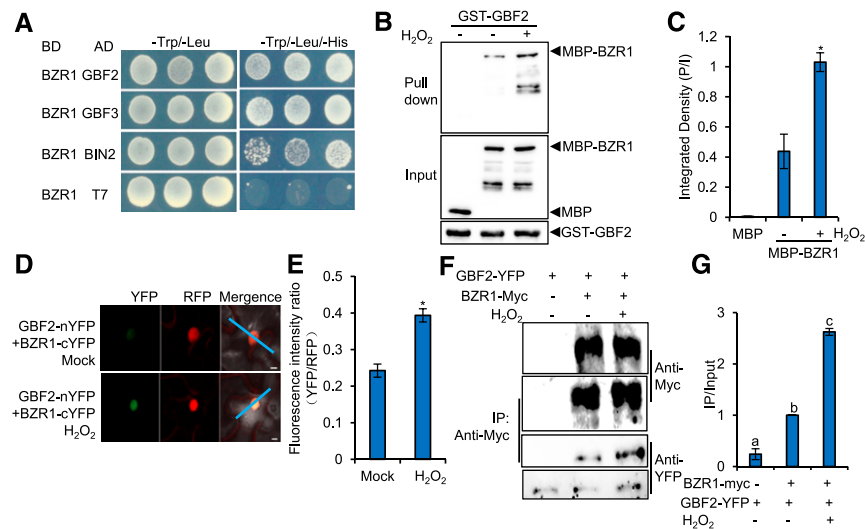 A
BD AD -Trp/-Leu -Trp/-Leu/-His
BZR1 GBF2
BZR1 GBF3
BZR1 BIN2
BZR1 T7
B
GST-GBF2
H₂O₂ - - +
Pull down
MBP-BZR1
Input
MBP-BZR1
MBP
GST-GBF2
C
Integrated Density (P/I)
1.2
1
0.8
0.6
0.4
0.2
0
*
MBP - + H₂O₂
MBP-BZR1
D
YFP RFP Mergence
GBF2-nYFP
+BZR1-cYFP
Mock
GBF2-nYFP
+BZR1-cYFP
H₂O₂
E
Fluorescence intensity ratio
(YFP/RFP)
0.5
0.4
0.3
0.2
0.1
0
*
Mock H₂O₂
F
GBF2-YFP + + +
BZR1-Myc - + +
H₂O₂ - - +
Anti-Myc
IP:
Anti-Myc
Anti-YFP
G
IP/Input
3
2
1
0
a b c
BZR1-myc - + +
GBF2-YFP + + +
H₂O₂ - - +